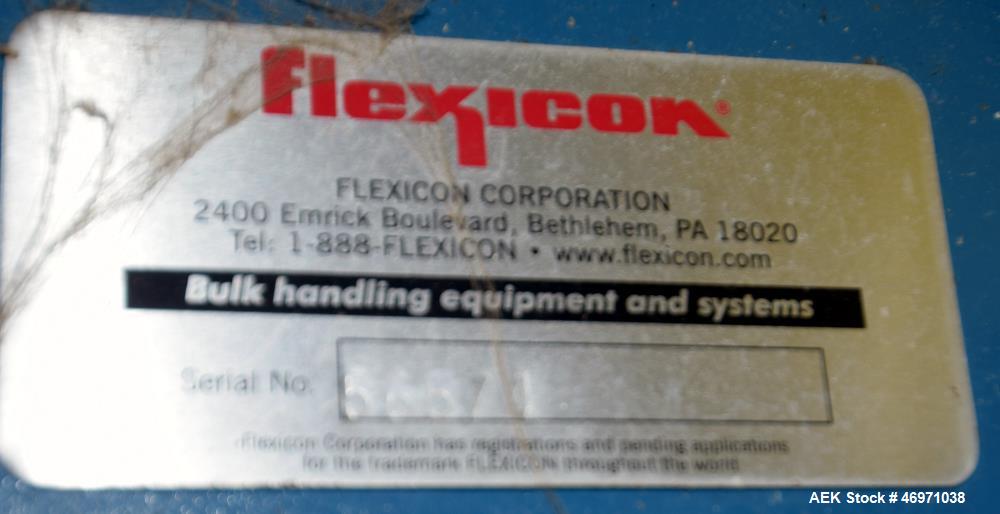 flexicon®
FLEXICON CORPORATION
2400 Emrick Boulevard, Bethlehem, PA 18020
Tel: 1-888-FLEXICON • www.flexicon.com
Bulk handling equipment and systems
Serial No.
Flexicon Corporation has registrations and pending applications
for the trademark FLEXICON throughout the world
AEK Stock # 46971038